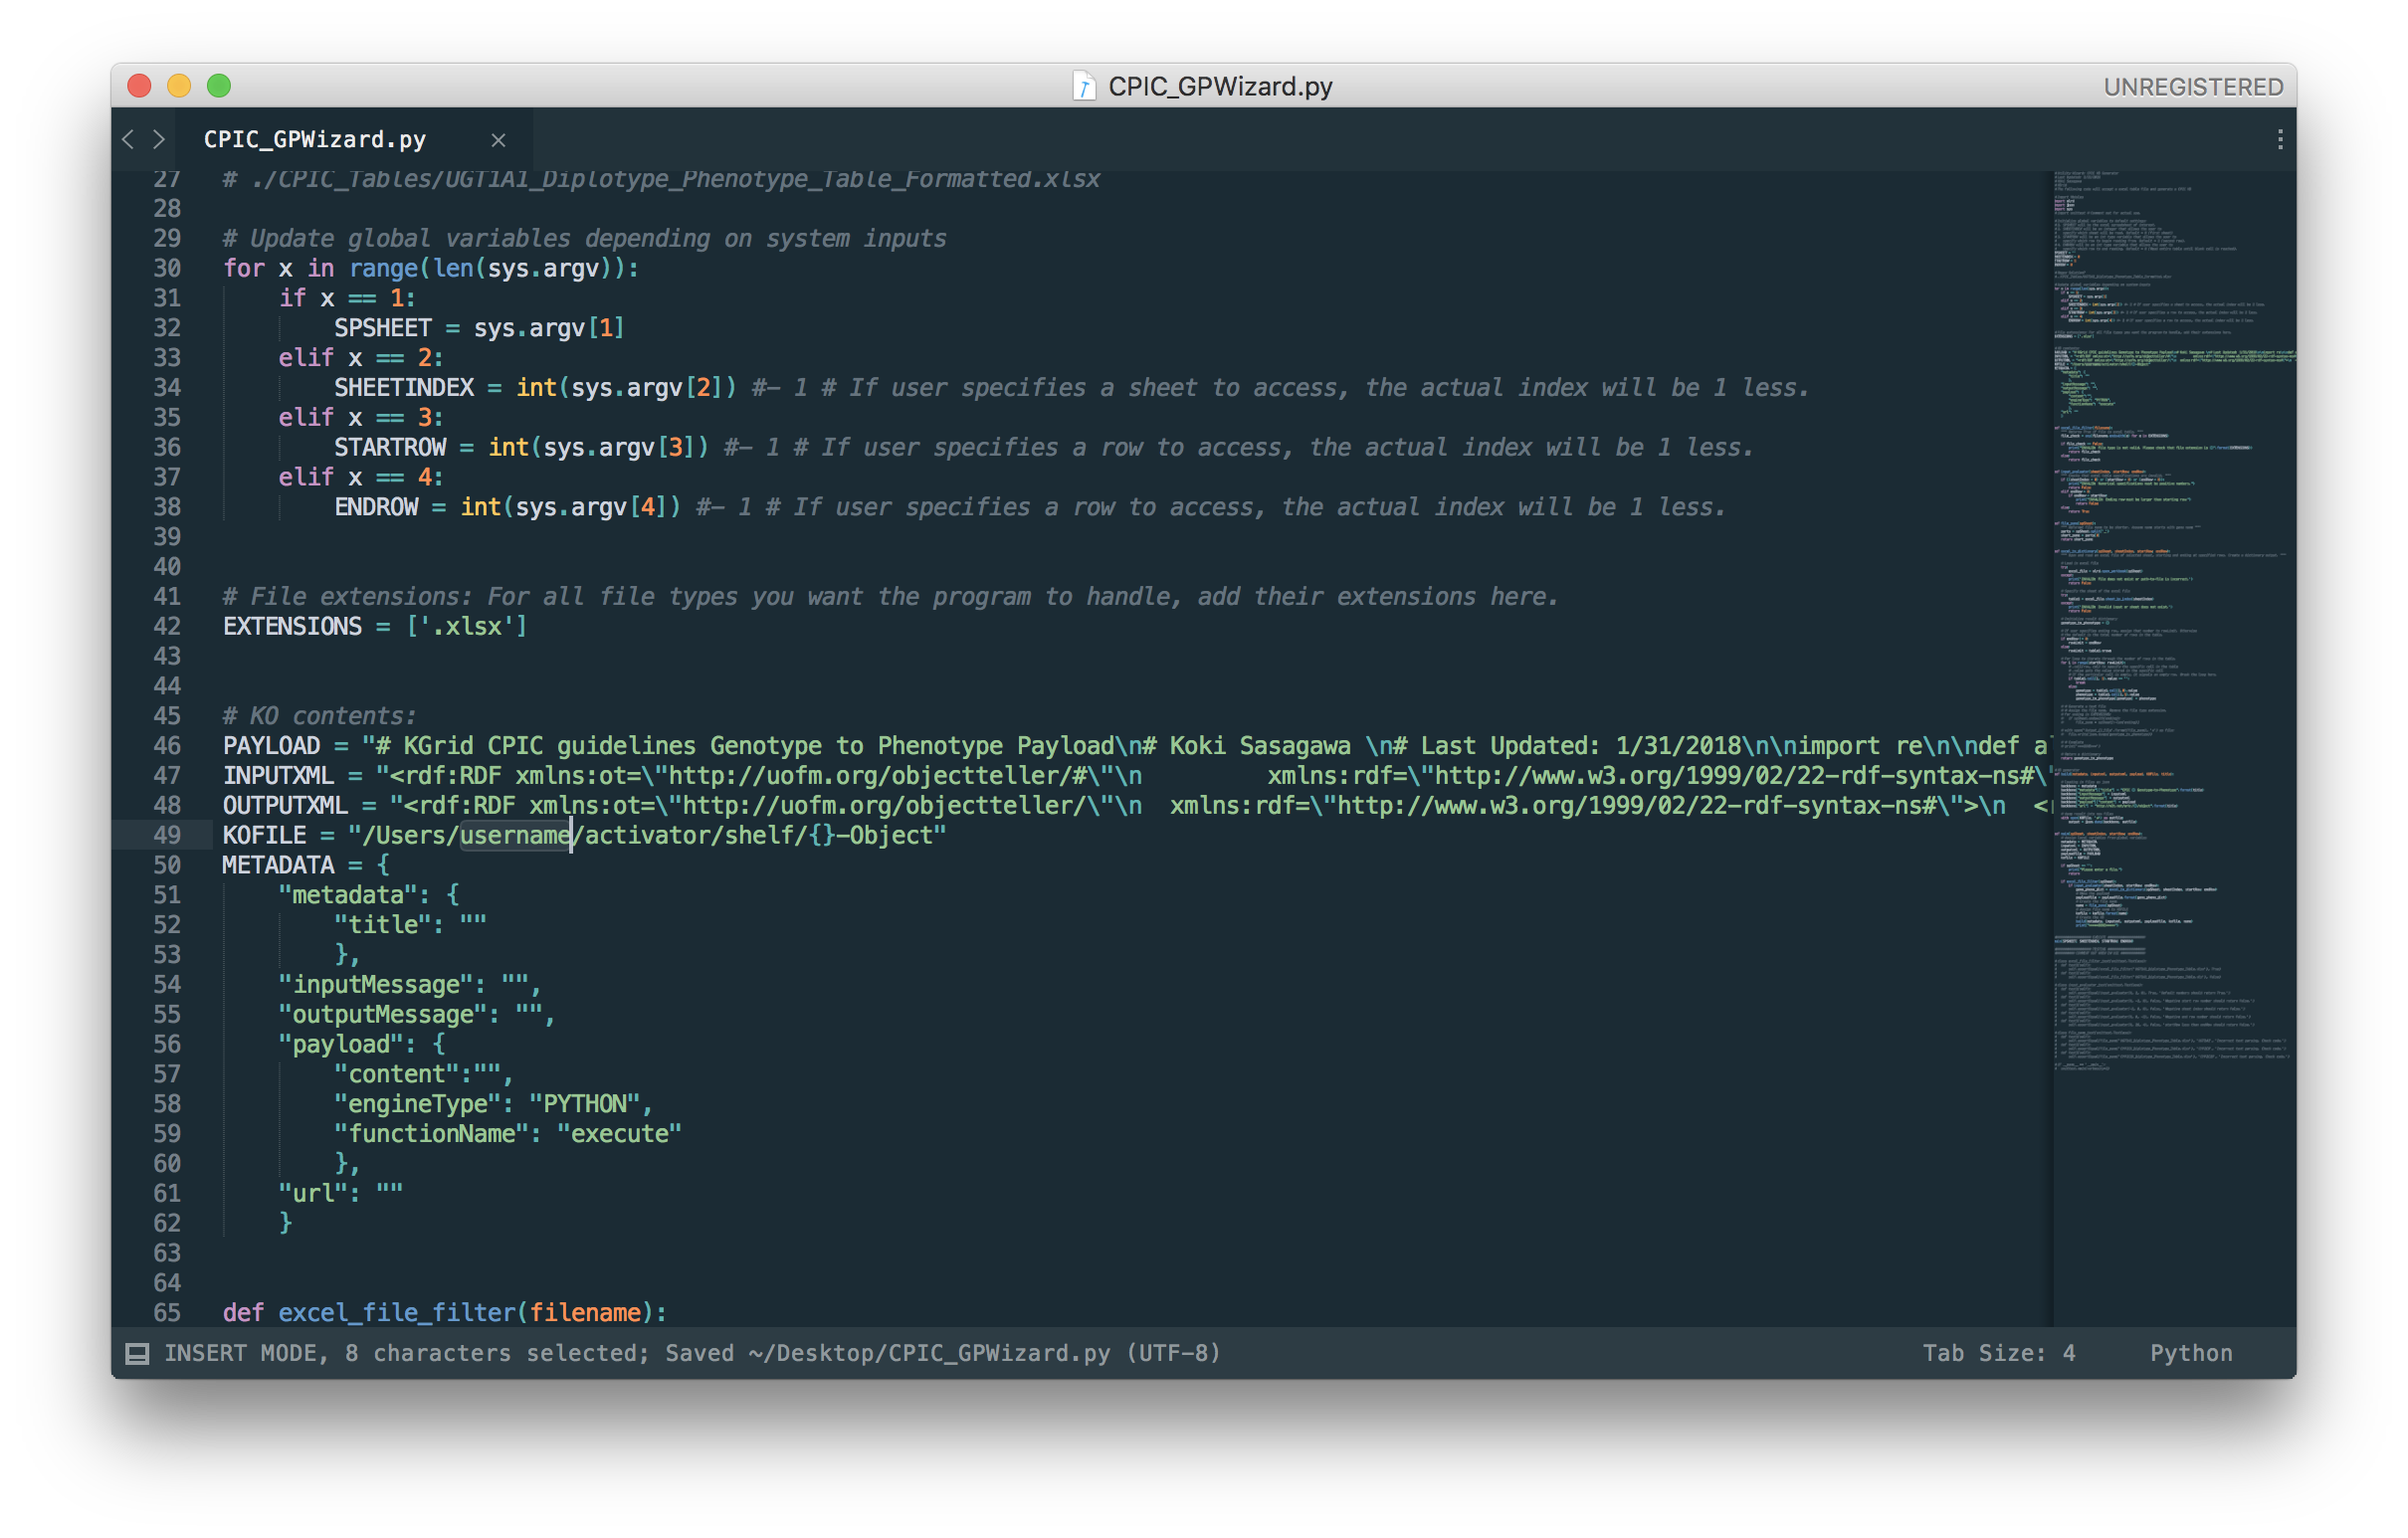 CPIC_GPWizard.py
UNREGISTERED
CPIC_GPWizard.py
27 # ./CPIC_Tables/UGT1A1_Diplotype_Phenotype_Table_Formatted.xlsx
28
29 # Update global variables depending on system inputs
30 for x in range(len(sys.argv)):
31     if x == 1:
32         SPSHEET = sys.argv[1]
33     elif x == 2:
34         SHEETINDEX = int(sys.argv[2]) #- 1 # If user specifies a sheet to access, the actual index will be 1 less.
35     elif x == 3:
36         STARTROW = int(sys.argv[3]) #- 1 # If user specifies a row to access, the actual index will be 1 less.
37     elif x == 4:
38         ENDROW = int(sys.argv[4]) #- 1 # If user specifies a row to access, the actual index will be 1 less.
39
40
41 # File extensions: For all file types you want the program to handle, add their extensions here.
42 EXTENSIONS = ['.xlsx']
43
44
45 # KO contents:
46 PAYLOAD = "# KGrid CPIC guidelines Genotype to Phenotype Payload\n# Koki Sasagawa \n# Last Updated: 1/31/2018\n\nimport re\n\ndef a
47 INPUTXML = "<rdf:RDF xmlns:ot=\"http://uofm.org/objectteller/#\"\n         xmlns:rdf=\"http://www.w3.org/1999/02/22-rdf-syntax-ns#\"
48 OUTPUTXML = "<rdf:RDF xmlns:ot=\"http://uofm.org/objectteller/\"\n  xmlns:rdf=\"http://www.w3.org/1999/02/22-rdf-syntax-ns#\">\n  <r
49 KOFILE = "/Users/username/activator/shelf/{}-Object"
50 METADATA = {
51     "metadata": {
52         "title": ""
53         },
54     "inputMessage": "",
55     "outputMessage": "",
56     "payload": {
57         "content":"",
58         "engineType": "PYTHON",
59         "functionName": "execute"
60         },
61     "url": ""
62     }
63
64
65 def excel_file_filter(filename):
INSERT MODE, 8 characters selected; Saved ~/Desktop/CPIC_GPWizard.py (UTF-8)
Tab Size: 4
Python